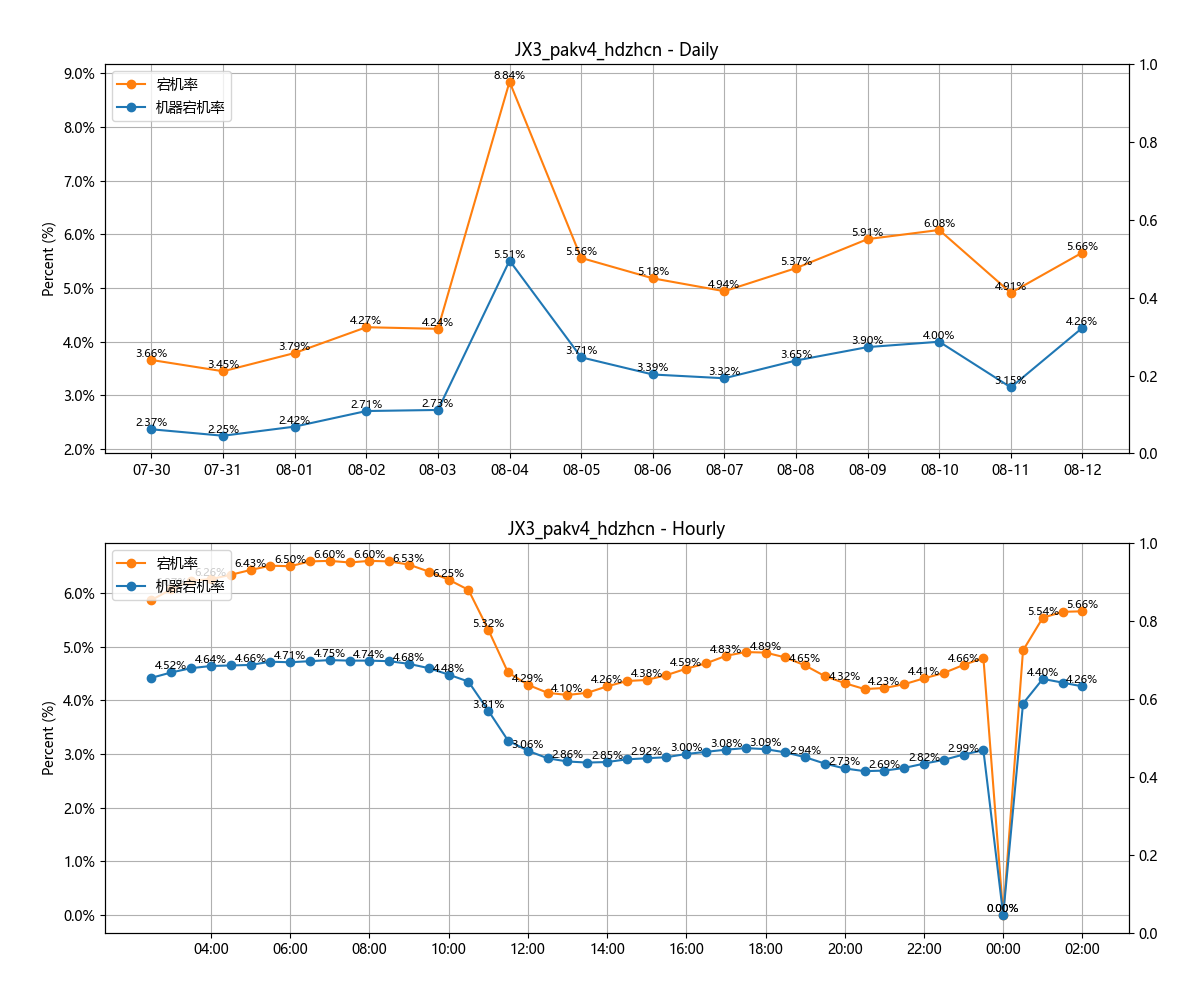 JX3_pakv4_hdzhcn - Daily
宕机率
机器宕机率
Percent (%)
9.0%
8.0%
7.0%
6.0%
5.0%
4.0%
3.0%
2.0%
1.0
0.8
0.6
0.4
0.2
0.0
3.66% 3.45% 3.79% 4.27% 4.24% 8.84% 5.56% 5.18% 4.94% 5.37% 5.91% 6.08% 4.91% 5.66%
2.37% 2.25% 2.42% 2.71% 2.73% 5.51% 3.71% 3.39% 3.32% 3.65% 3.90% 4.00% 3.15% 4.26%
07-30 07-31 08-01 08-02 08-03 08-04 08-05 08-06 08-07 08-08 08-09 08-10 08-11 08-12
JX3_pakv4_hdzhcn - Hourly
宕机率
机器宕机率
Percent (%)
6.0%
5.0%
4.0%
3.0%
2.0%
1.0%
0.0%
1.0
0.8
0.6
0.4
0.2
0.0
6.26% 6.43% 6.50% 6.60% 6.60% 6.53% 6.25% 5.32% 4.29% 4.10% 4.26% 4.38% 4.59% 4.83% 4.89% 4.65% 4.32% 4.23% 4.41% 4.66% 0.00% 5.54% 5.66%
4.52% 4.64% 4.66% 4.71% 4.75% 4.74% 4.68% 4.48% 3.81% 3.06% 2.86% 2.85% 2.92% 3.00% 3.08% 3.09% 2.94% 2.73% 2.69% 2.82% 2.99% 0.00% 4.40% 4.26%
04:00 06:00 08:00 10:00 12:00 14:00 16:00 18:00 20:00 22:00 00:00 02:00